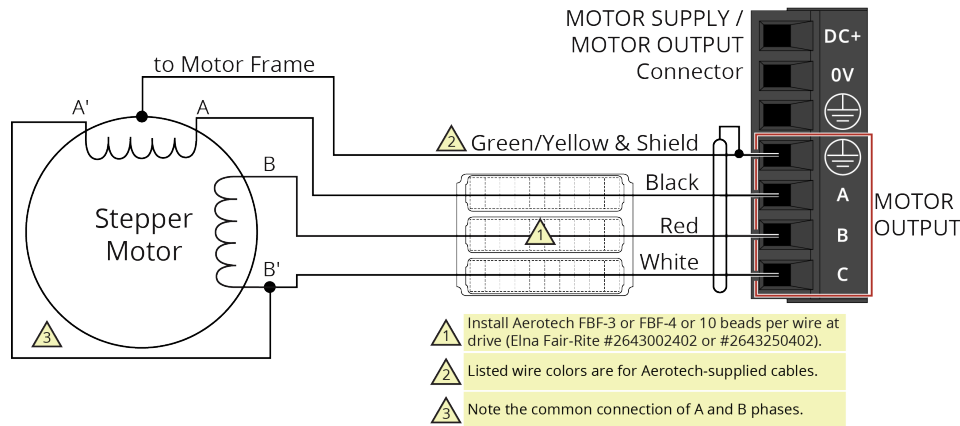 MOTOR SUPPLY /
MOTOR OUTPUT
Connector
DC+
0V
to Motor Frame
A'
A
2
Green/Yellow & Shield
B
Black
A
MOTOR
OUTPUT
Stepper
Motor
1
Red
B
B'
White
C
3
1
Install Aerotech FBF-3 or FBF-4 or 10 beads per wire at
drive (Elna Fair-Rite #2643002402 or #2643250402).
2
Listed wire colors are for Aerotech-supplied cables.
3
Note the common connection of A and B phases.